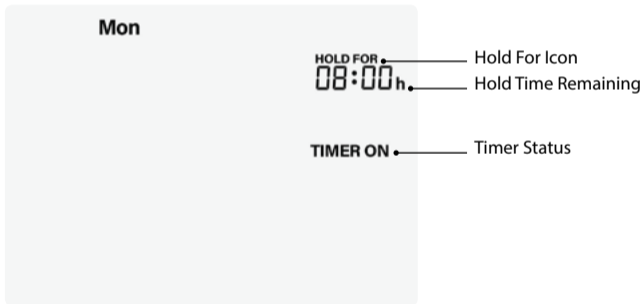 Mon
HOLD FOR
Hold For Icon
08:00h
Hold Time Remaining
TIMER ON
Timer Status